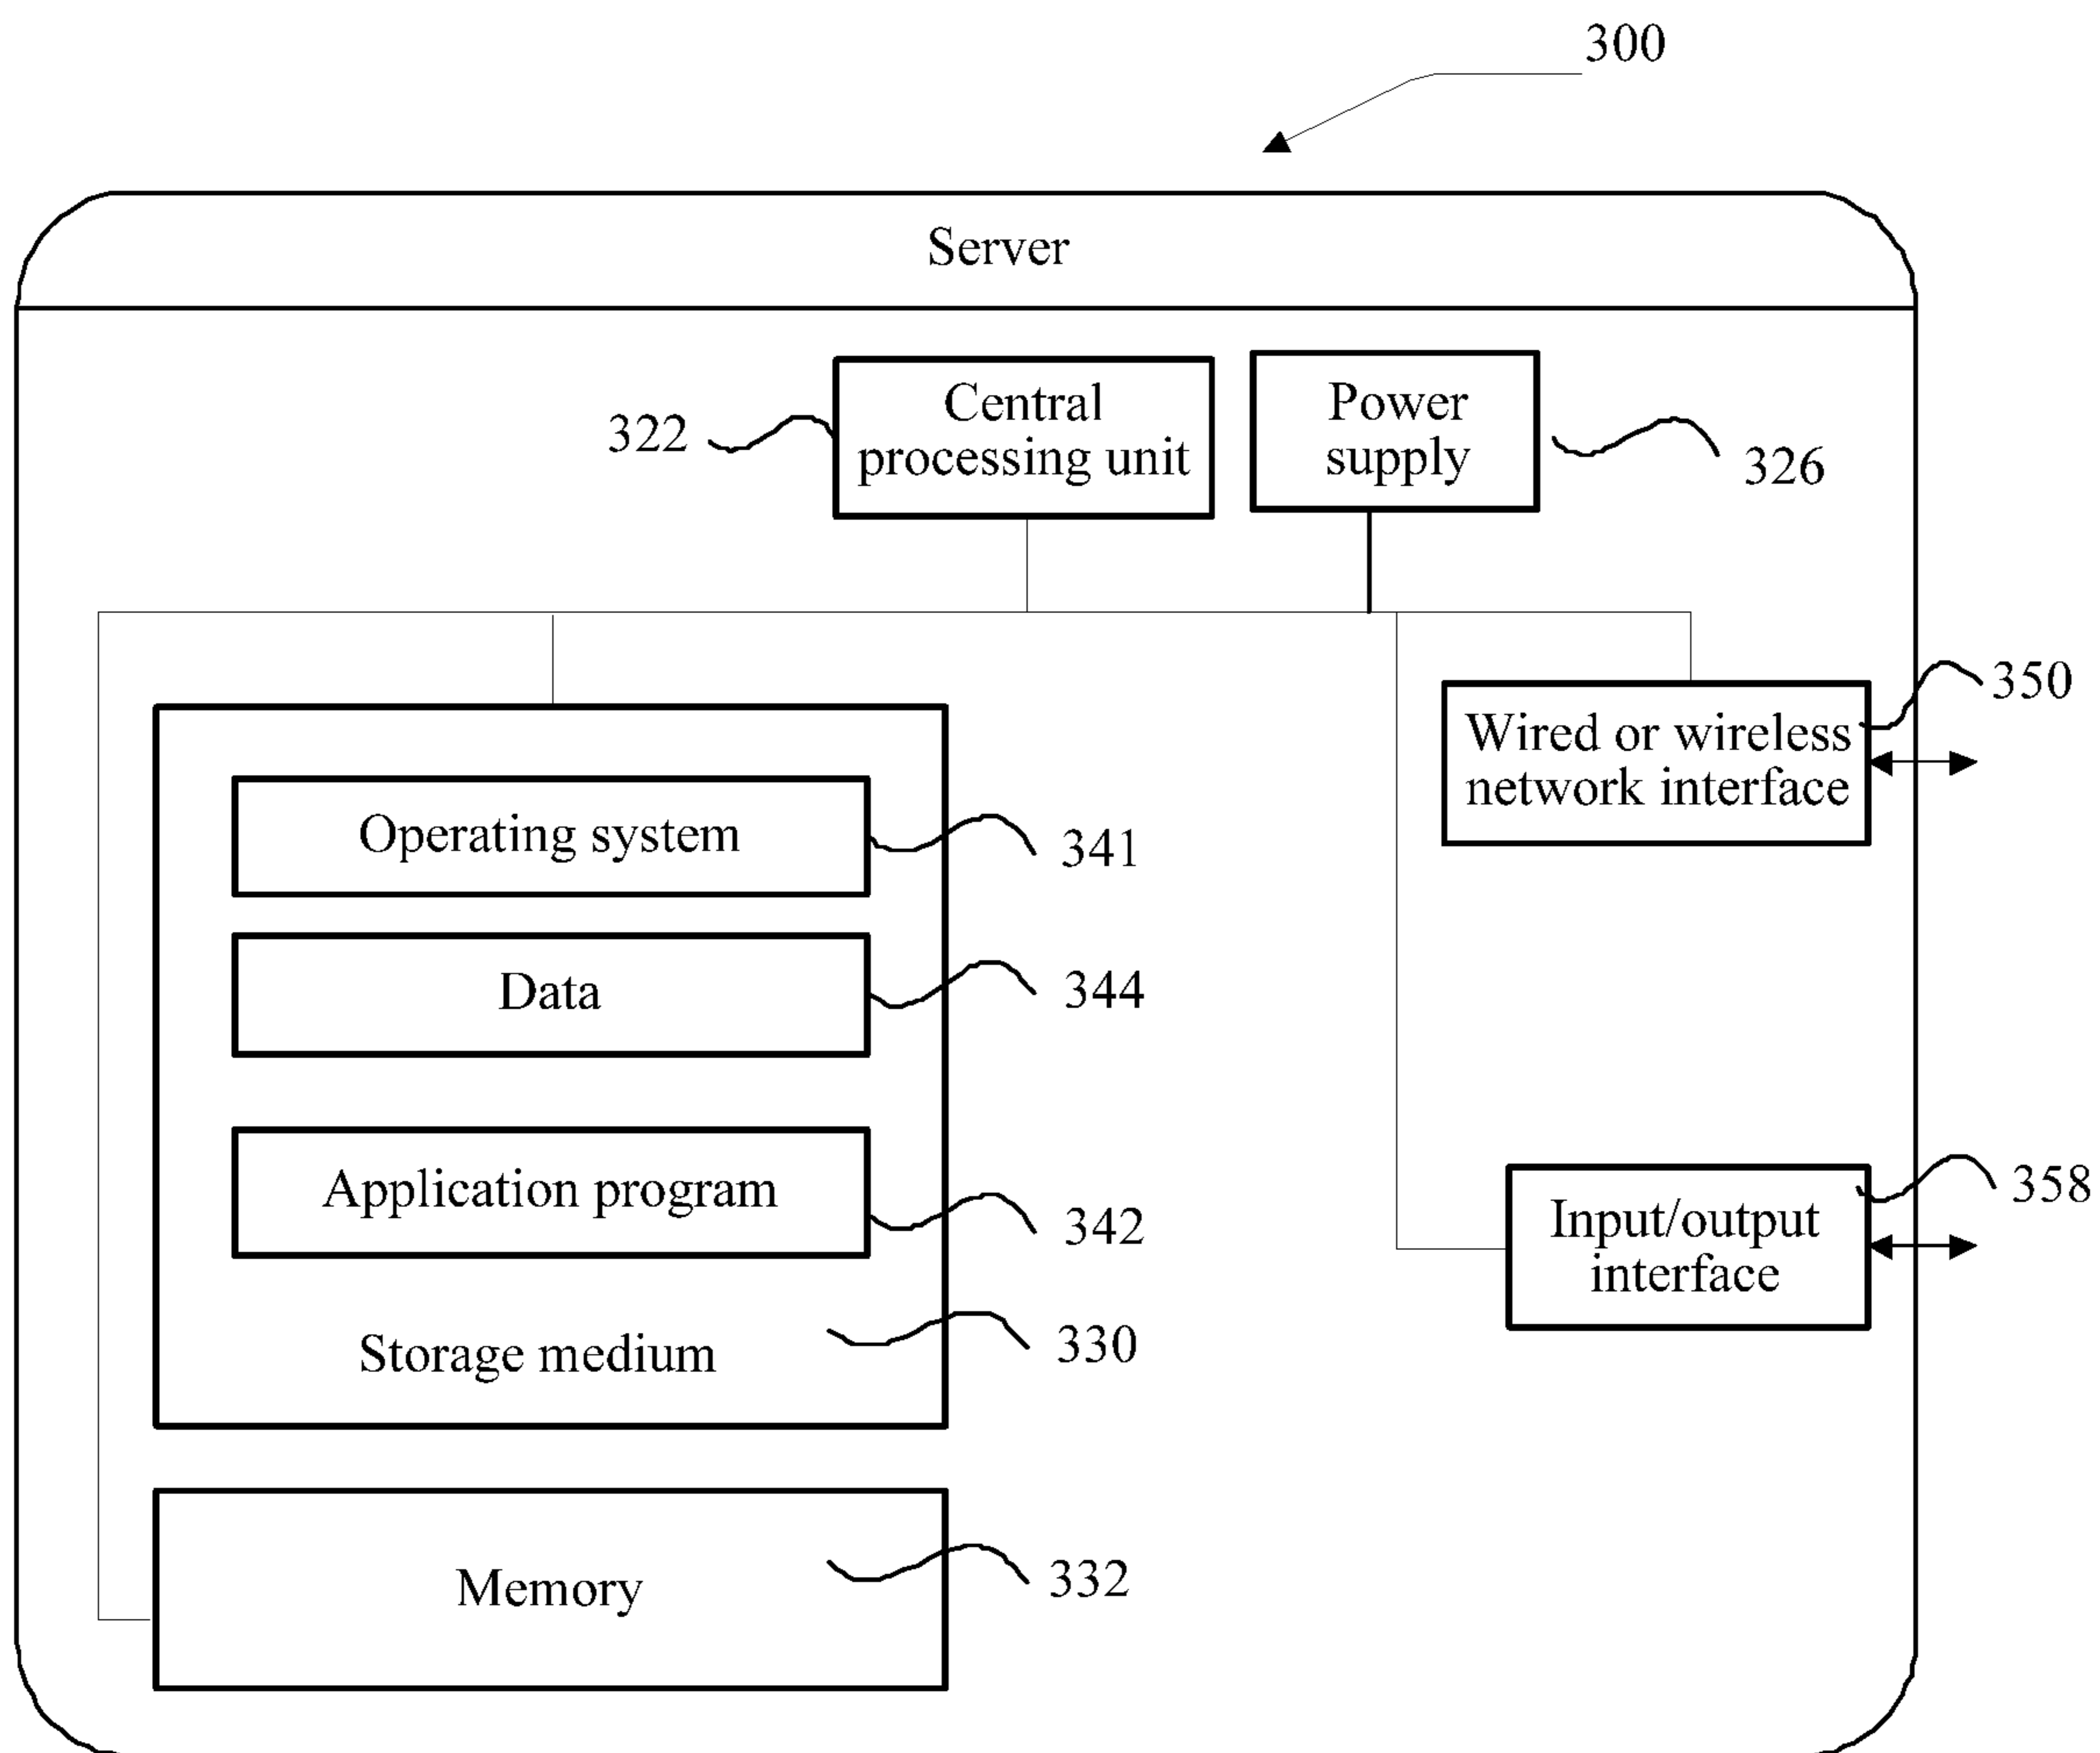 300
Server
Central
processing unit
322
Power
supply
326
350
Wired or wireless
network interface
Operating system
341
Data
344
Application program
342
358
Input/output
interface
Storage medium
330
Memory
332